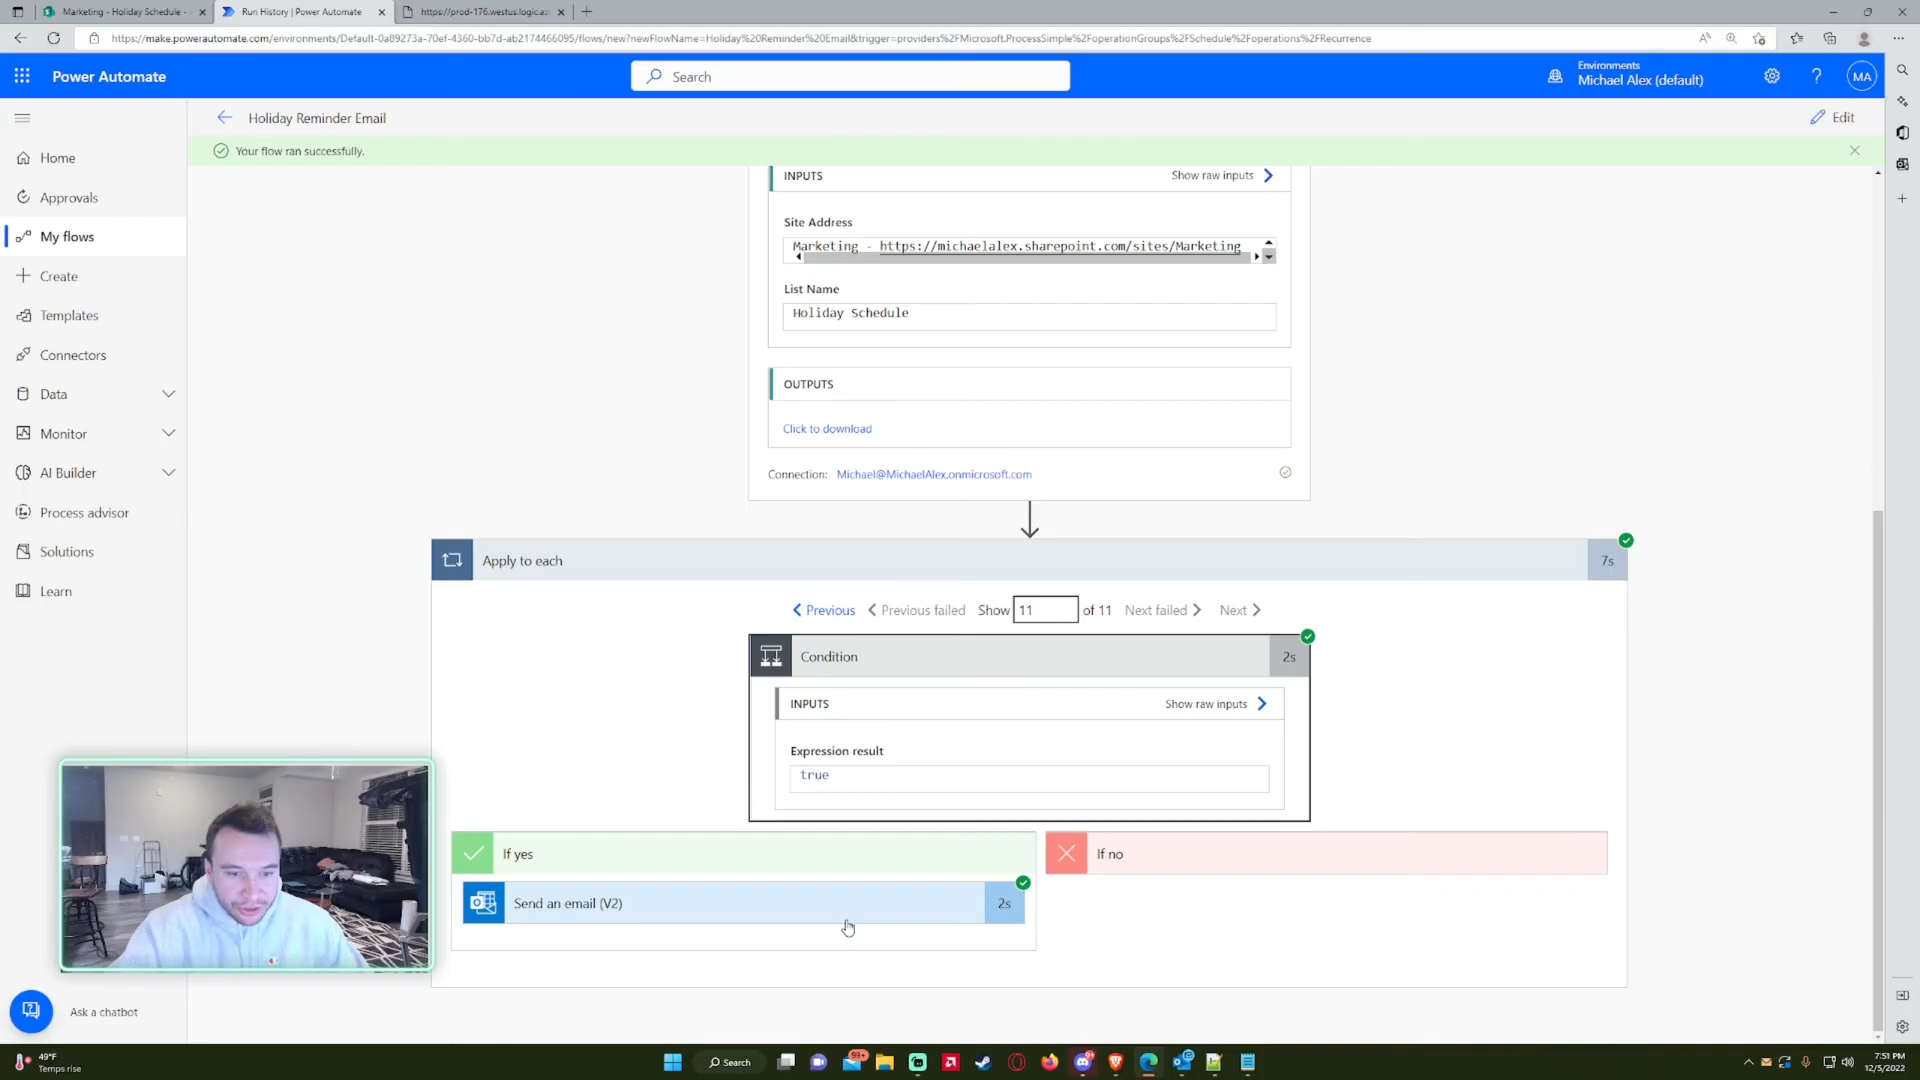 Marketing - Holiday Schedule -
Run History | Power Automate
https://prod-176.westus.logic.az
https://make.powerautomate.com/environments/Default-0a89273a-70ef-4360-bb7d-ab2174466095/flows/new?newFlowName=Holiday%20Reminder%20Email&trigger=providers%2FMicrosoft.ProcessSimple%2FoperationGroups%2FSchedule%2Foperations%2FRecurrence
Power Automate
Search
Environments
Michael Alex (default)
MA
Holiday Reminder Email
Edit
Your flow ran successfully.
Home
Approvals
My flows
Create
Templates
Connectors
Data
Monitor
AI Builder
Process advisor
Solutions
Learn
Ask a chatbot
INPUTS
Show raw inputs
Site Address
Marketing - https://michaelalex.sharepoint.com/sites/Marketing
List Name
Holiday Schedule
OUTPUTS
Click to download
Connection: Michael@MichaelAlex.onmicrosoft.com
Apply to each
7s
Previous
Previous failed
Show 11 of 11
Next failed
Next
Condition
2s
INPUTS
Show raw inputs
Expression result
true
If yes
If no
Send an email (V2)
2s
49°F
Temps rise
Search
99+
7:51 PM
12/5/2022